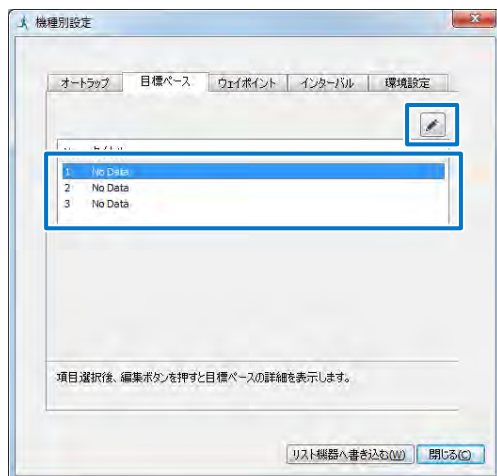 機種別設定
オートラップ 目標ペース ウェイポイント インターバル 環境設定
1 No Data
2 No Data
3 No Data
項目選択後、編集ボタンを押すと目標ペースの詳細を表示します。
リスト機器へ書き込む(W) 閉じる(C)